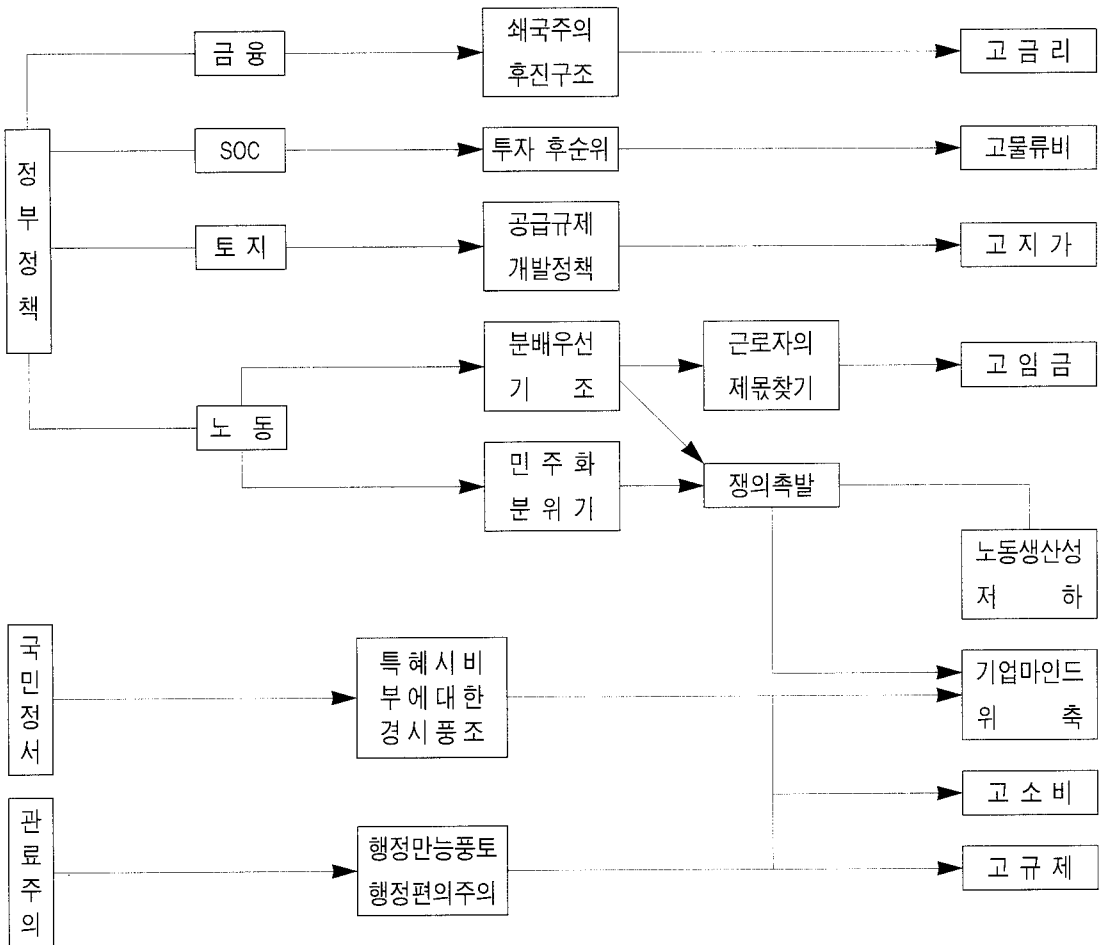 금 융
쇄국주의
후진구조
고 금 리
정부정책
SOC
투자 후순위
고물류비
토 지
공급규제
개발정책
고 지 가
분배우선
기 조
근로자의
제몫찾기
고 임 금
노 동
민 주 화
분 위 기
쟁의촉발
노동생산성
저 하
국민정서
특 혜 시 비
부 에 대 한
경 시 풍 조
기업마인드
위 축
고 소 비
관료주의
행정만능풍토
행정편의주의
고 규 제